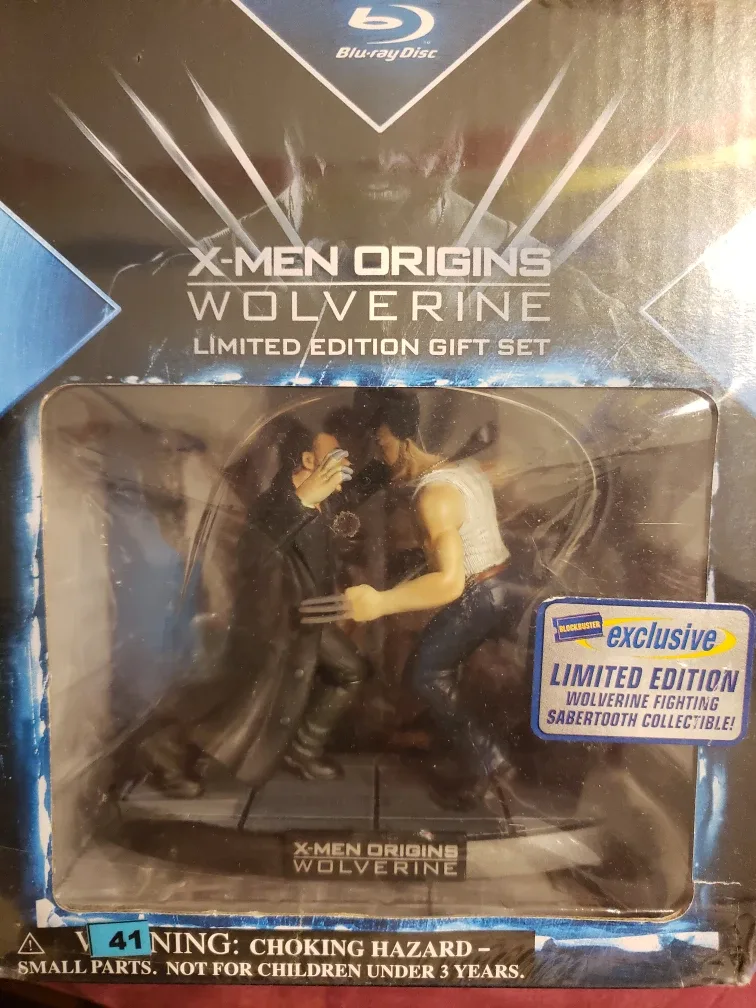 Blu-ray Disc
X-MEN ORIGINS
WOLVERINE
LIMITED EDITION GIFT SET
BLOCKBUSTER exclusive
LIMITED EDITION
WOLVERINE FIGHTING
SABERTOOTH COLLECTIBLE!
X-MEN ORIGINS
WOLVERINE
41
W NING: CHOKING HAZARD –
SMALL PARTS. NOT FOR CHILDREN UNDER 3 YEARS.